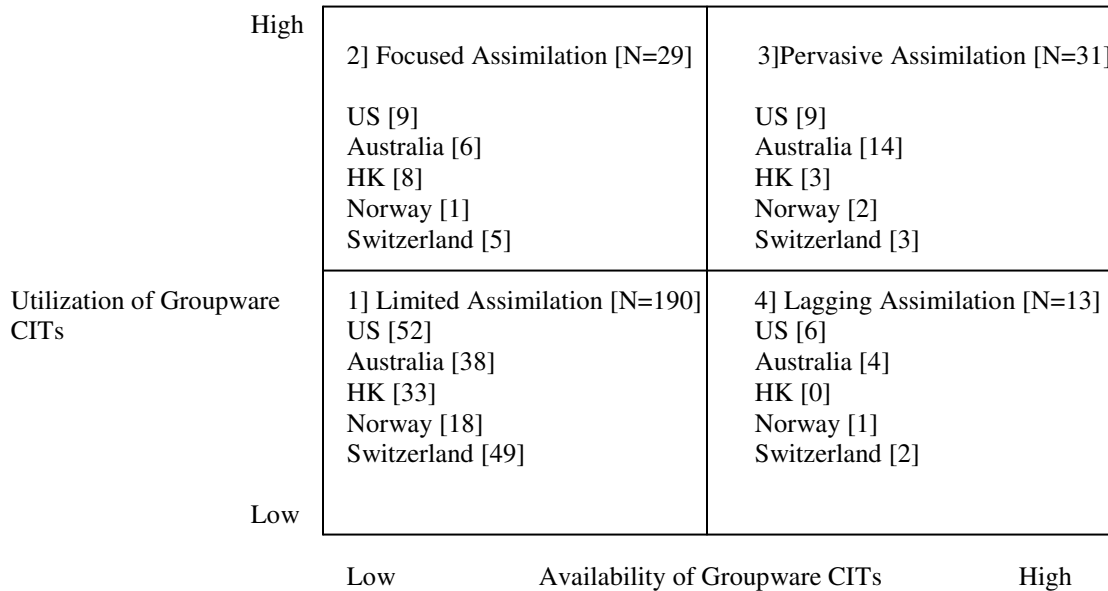 High
2] Focused Assimilation [N=29]
US [9]
Australia [6]
HK [8]
Norway [1]
Switzerland [5]
3]Pervasive Assimilation [N=31]
US [9]
Australia [14]
HK [3]
Norway [2]
Switzerland [3]
Utilization of Groupware
CITs
1] Limited Assimilation [N=190]
US [52]
Australia [38]
HK [33]
Norway [18]
Switzerland [49]
4] Lagging Assimilation [N=13]
US [6]
Australia [4]
HK [0]
Norway [1]
Switzerland [2]
Low
Low Availability of Groupware CITs High